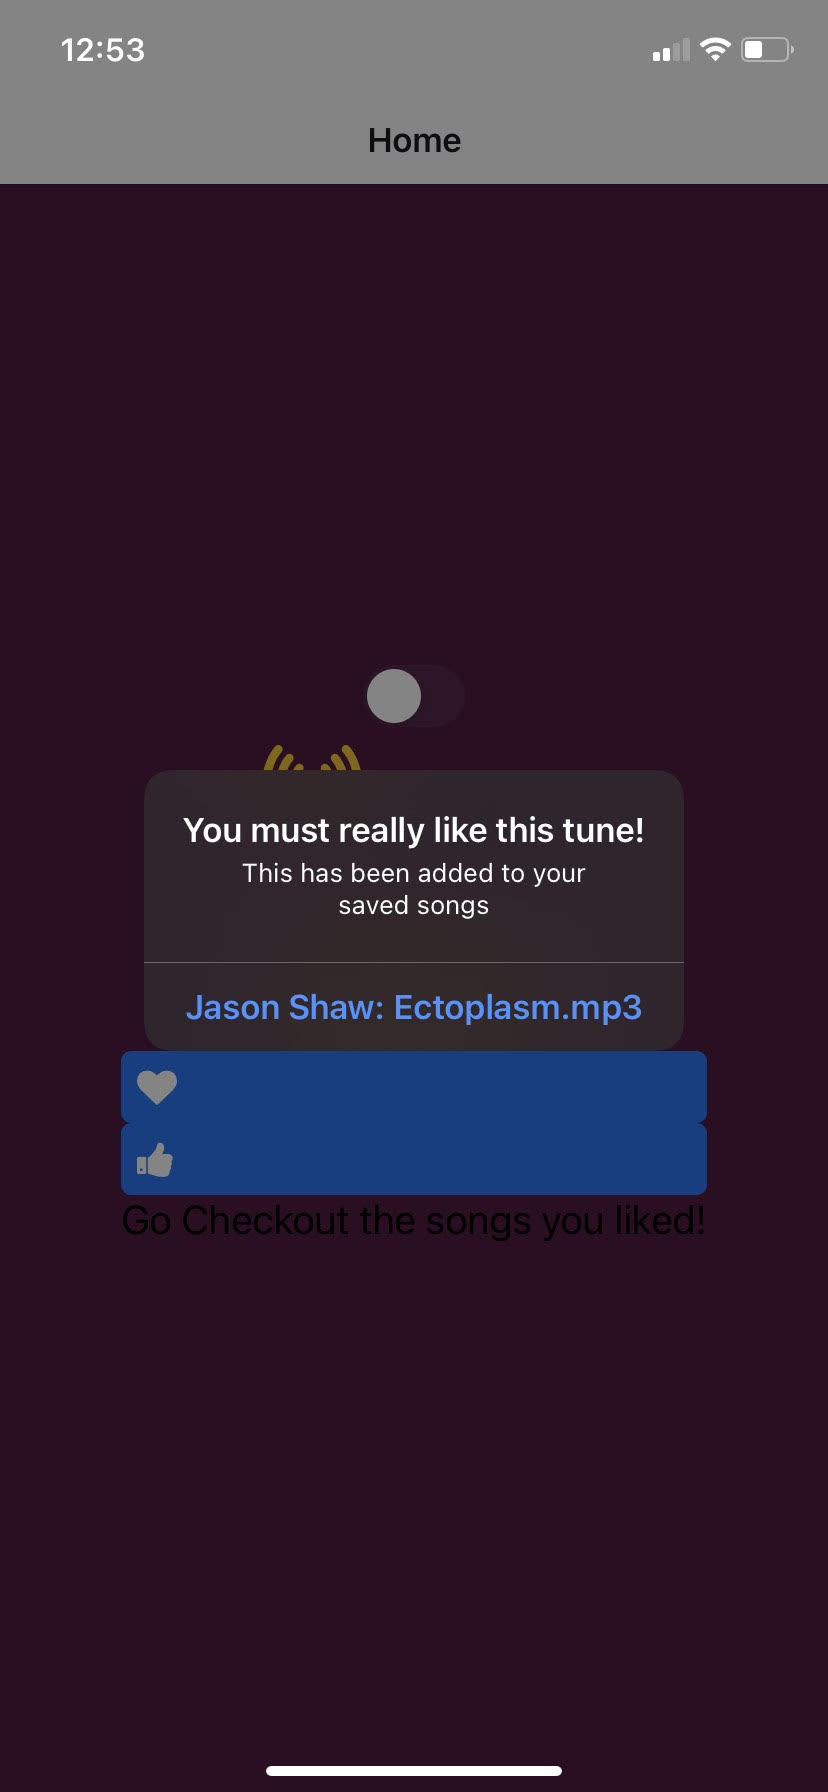 12:53
Home
You must really like this tune!
This has been added to your
saved songs
Jason Shaw: Ectoplasm.mp3
Go Checkout the songs you liked!